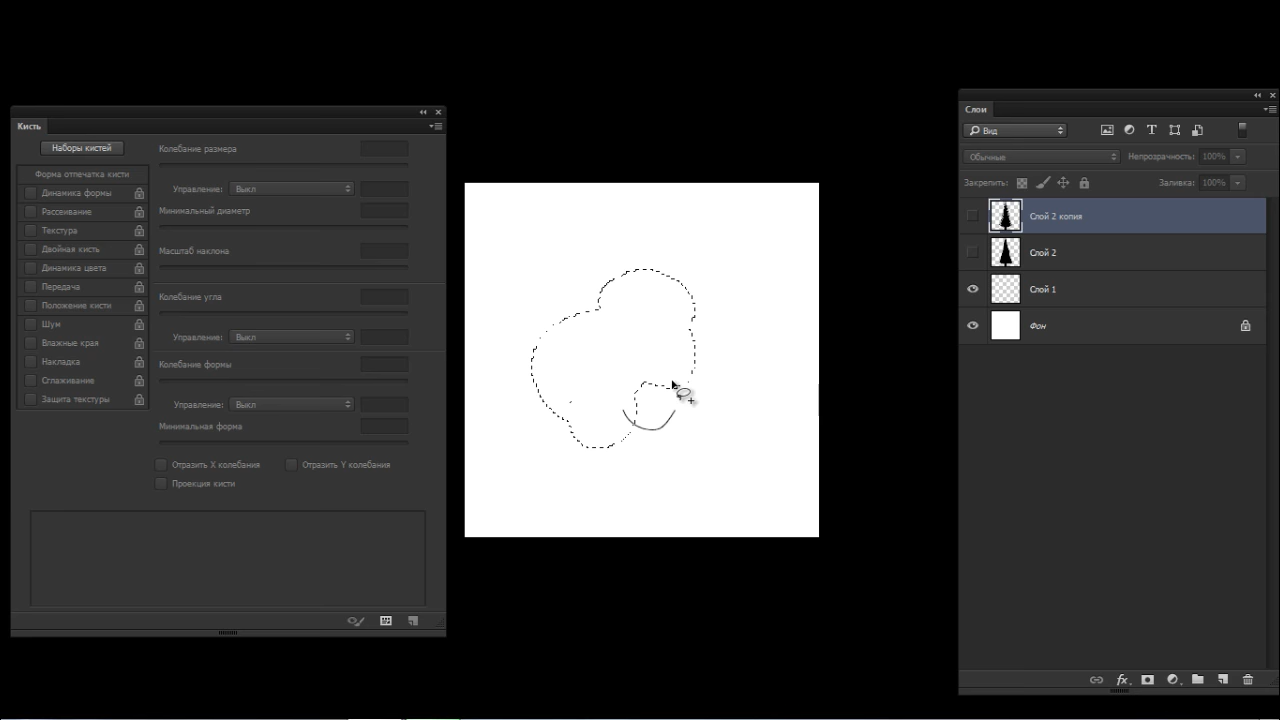 Кисть
Наборы кистей
Форма отпечатка кисти
Динамика формы
Рассеивание
Текстура
Двойная кисть
Динамика цвета
Передача
Положение кисти
Шум
Влажные края
Накладка
Сглаживание
Защита текстуры
Колебание размера
Управление: Выкл
Минимальный диаметр
Масштаб наклона
Колебание угла
Управление: Выкл
Колебание формы
Управление: Выкл
Минимальная форма
Отразить X колебания Отразить Y колебания
Проекция кисти
Слои
Вид
Обычные Непрозрачность: 100%
Закрепить: Заливка: 100%
Слой 2 копия
Слой 2
Слой 1
Фон